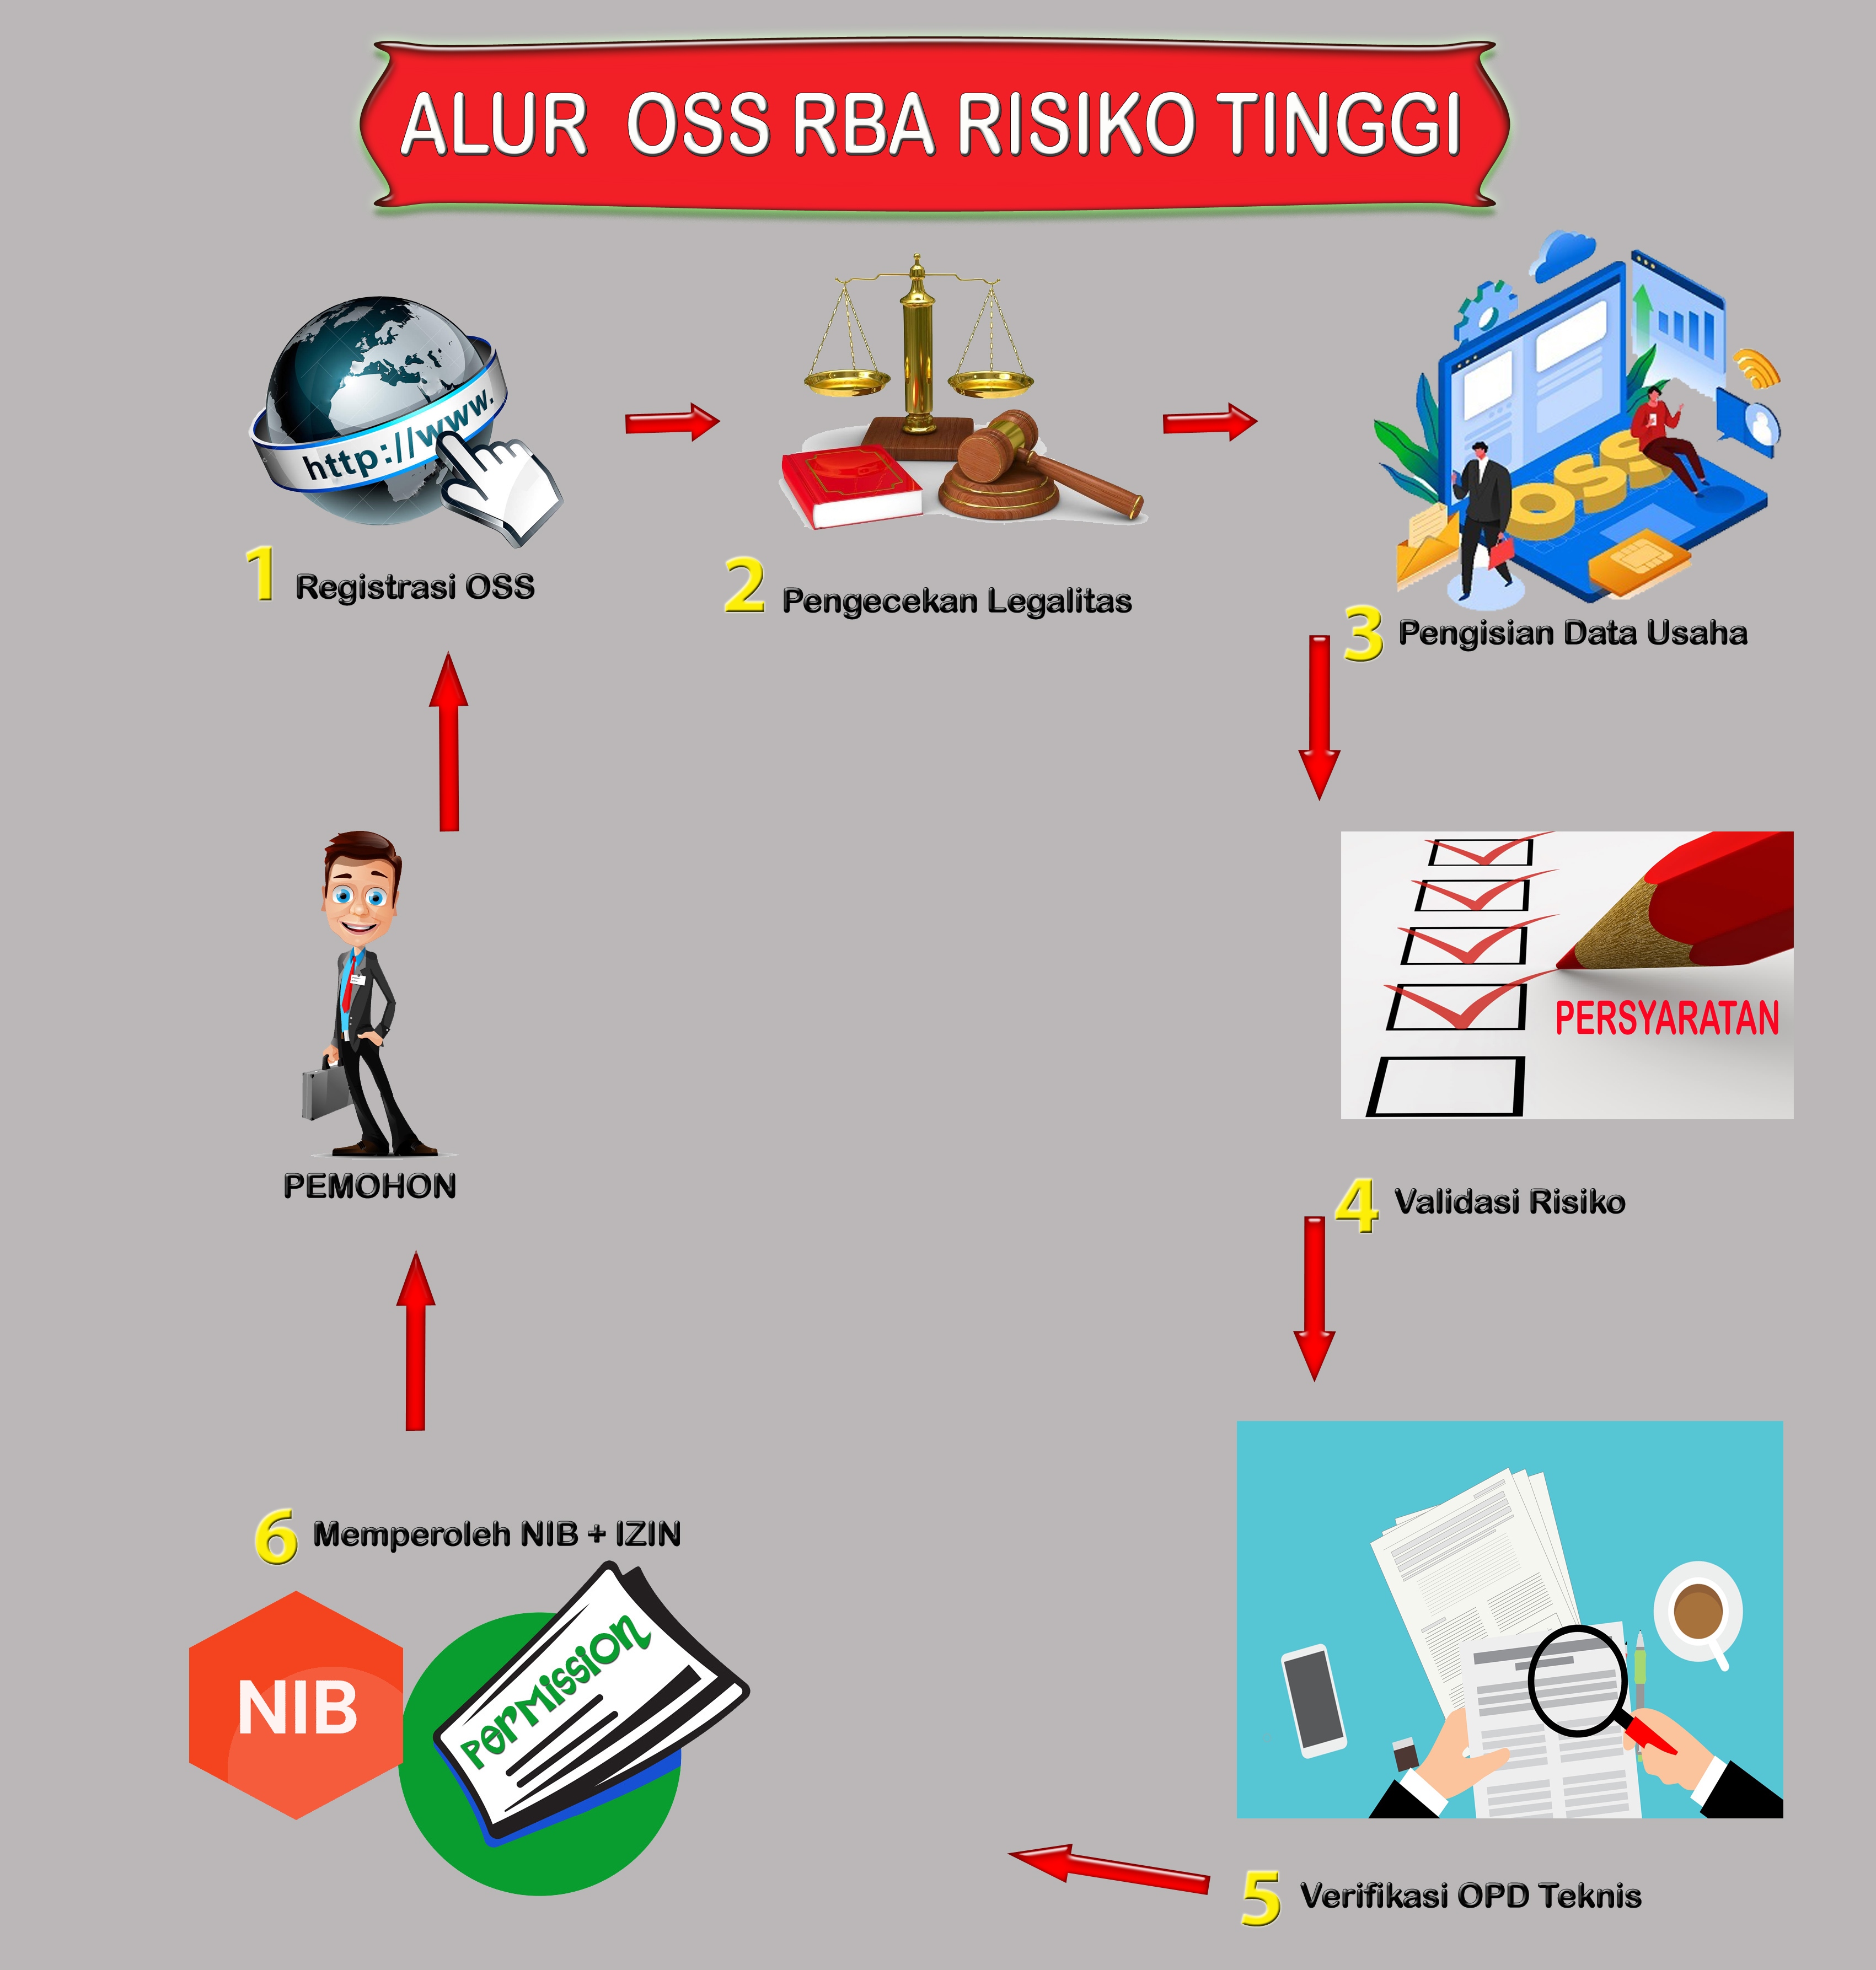 ALUR OSS RBA RISIKO TINGGI
http://www.
1 Registrasi OSS
2 Pengecekan Legalitas
OSS
3 Pengisian Data Usaha
PERSYARATAN
4 Validasi Risiko
PEMOHON
6 Memperoleh NIB + IZIN
NIB
PerMission
5 Verifikasi OPD Teknis